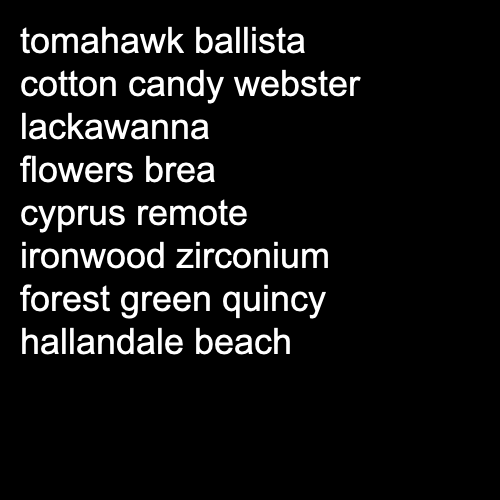 tomahawk ballista
cotton candy webster
lackawanna
flowers brea
cyprus remote
ironwood zirconium
forest green quincy
hallandale beach